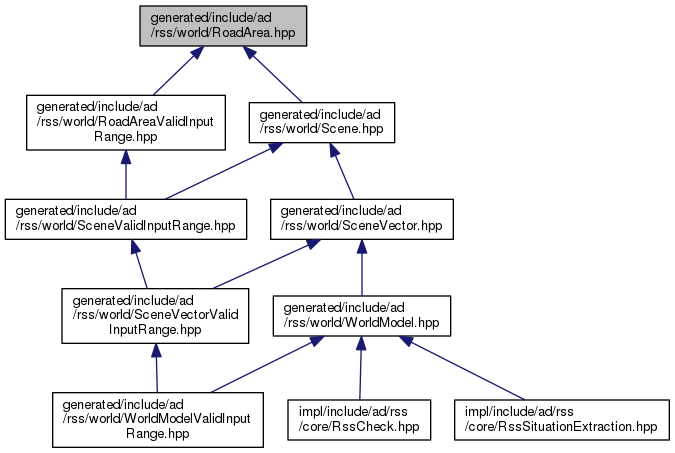 generated/include/ad
/rss/world/RoadArea.hpp
generated/include/ad
/rss/world/RoadAreaValidInput
Range.hpp
generated/include/ad
/rss/world/Scene.hpp
generated/include/ad
/rss/world/SceneValidInputRange.hpp
generated/include/ad
/rss/world/SceneVector.hpp
generated/include/ad
/rss/world/SceneVectorValid
InputRange.hpp
generated/include/ad
/rss/world/WorldModel.hpp
generated/include/ad
/rss/world/WorldModelValidInput
Range.hpp
impl/include/ad/rss
/core/RssCheck.hpp
impl/include/ad/rss
/core/RssSituationExtraction.hpp